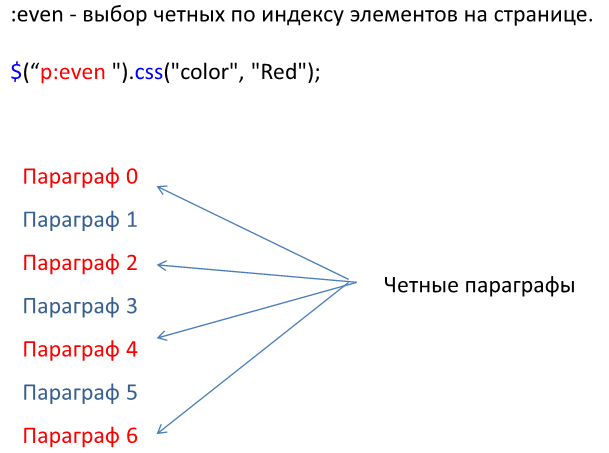 :even - выбор четных по индексу элементов на странице.
$(“p:even ").css("color", "Red");
Параграф 0
Параграф 1
Параграф 2
Параграф 3
Четные параграфы
Параграф 4
Параграф 5
Параграф 6